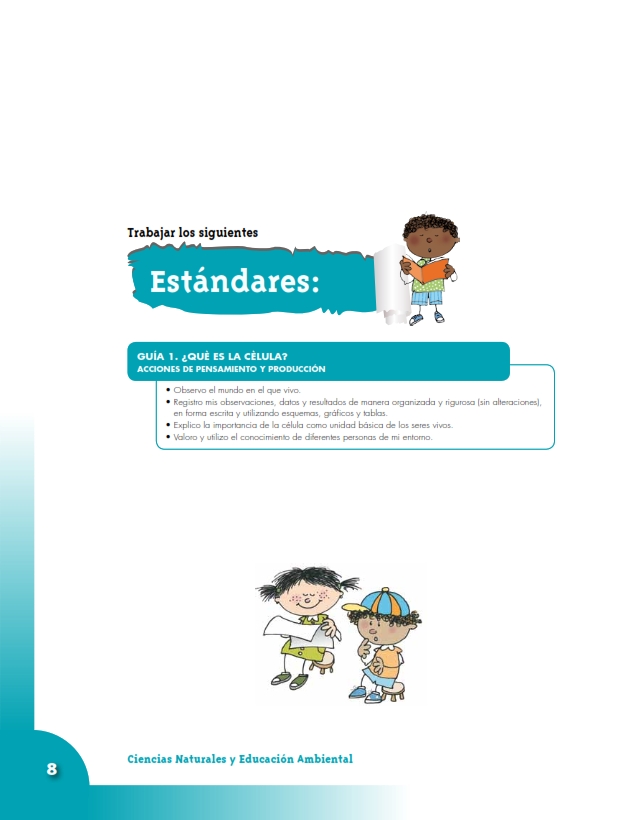 Trabajar los siguientes
Estándares:
GUÍA 1. ¿QUÉ ES LA CÉLULA?
ACCIONES DE PENSAMIENTO Y PRODUCCIÓN
• Observo el mundo en el que vivo.
• Registro mis observaciones, datos y resultados de manera organizada y rigurosa (sin alteraciones),
en forma escrita y utilizando esquemas, gráficos y tablas.
• Explico la importancia de la célula como unidad básica de los seres vivos.
• Valoro y utilizo el conocimiento de diferentes personas de mi entorno.
8
Ciencias Naturales y Educación Ambiental